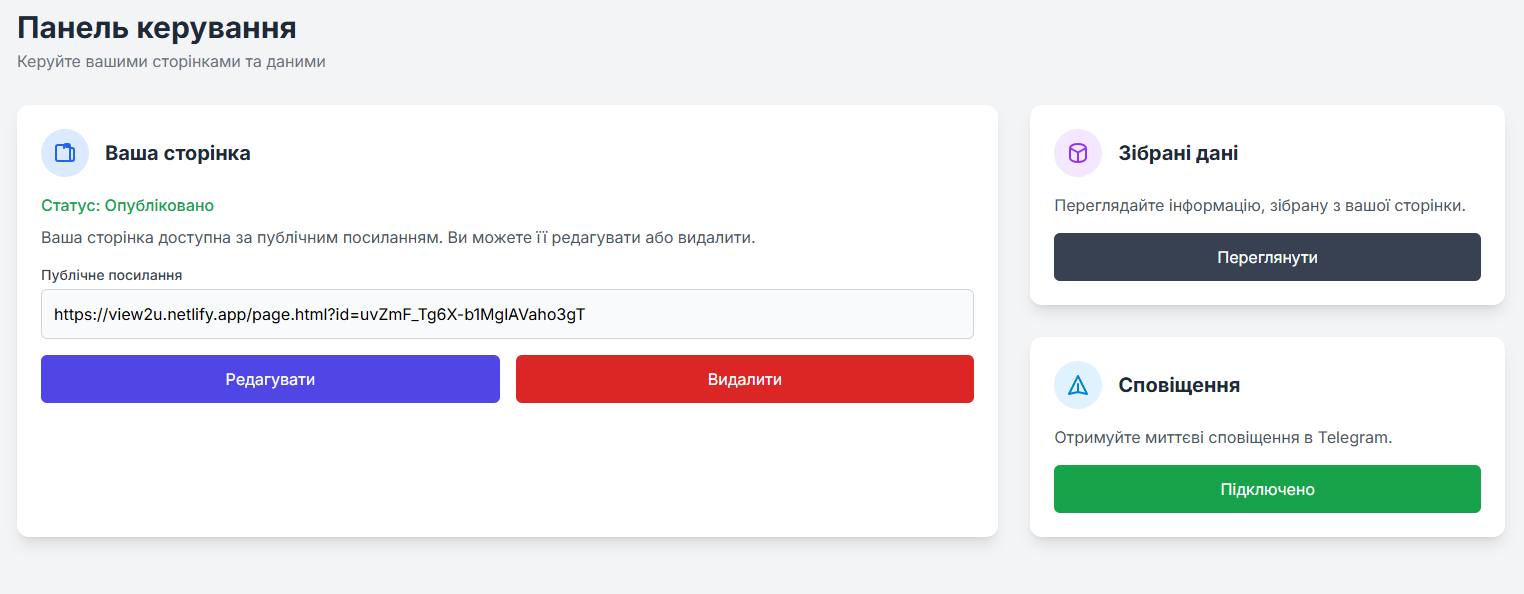 Панель керування
Керуйте вашими сторінками та даними
Ваша сторінка
Статус: Опубліковано
Ваша сторінка доступна за публічним посиланням. Ви можете її редагувати або видалити.
Публічне посилання
https://view2u.netlify.app/page.html?id=uvZmF_Tg6X-b1MglAVaho3gT
Редагувати
Видалити
Зібрані дані
Переглядайте інформацію, зібрану з вашої сторінки.
Переглянути
Сповіщення
Отримуйте миттєві сповіщення в Telegram.
Підключено